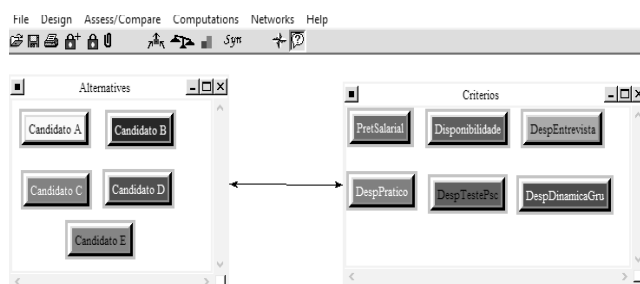 File Design Assess/Compare Computations Networks Help
Syn
Alternatives
Candidato A Candidato B
Candidato C Candidato D
Candidato E
Criterios
PretSalarial Disponibilidade DespEntrevista
DespPratico DespTestePsc DespDinamicaGru